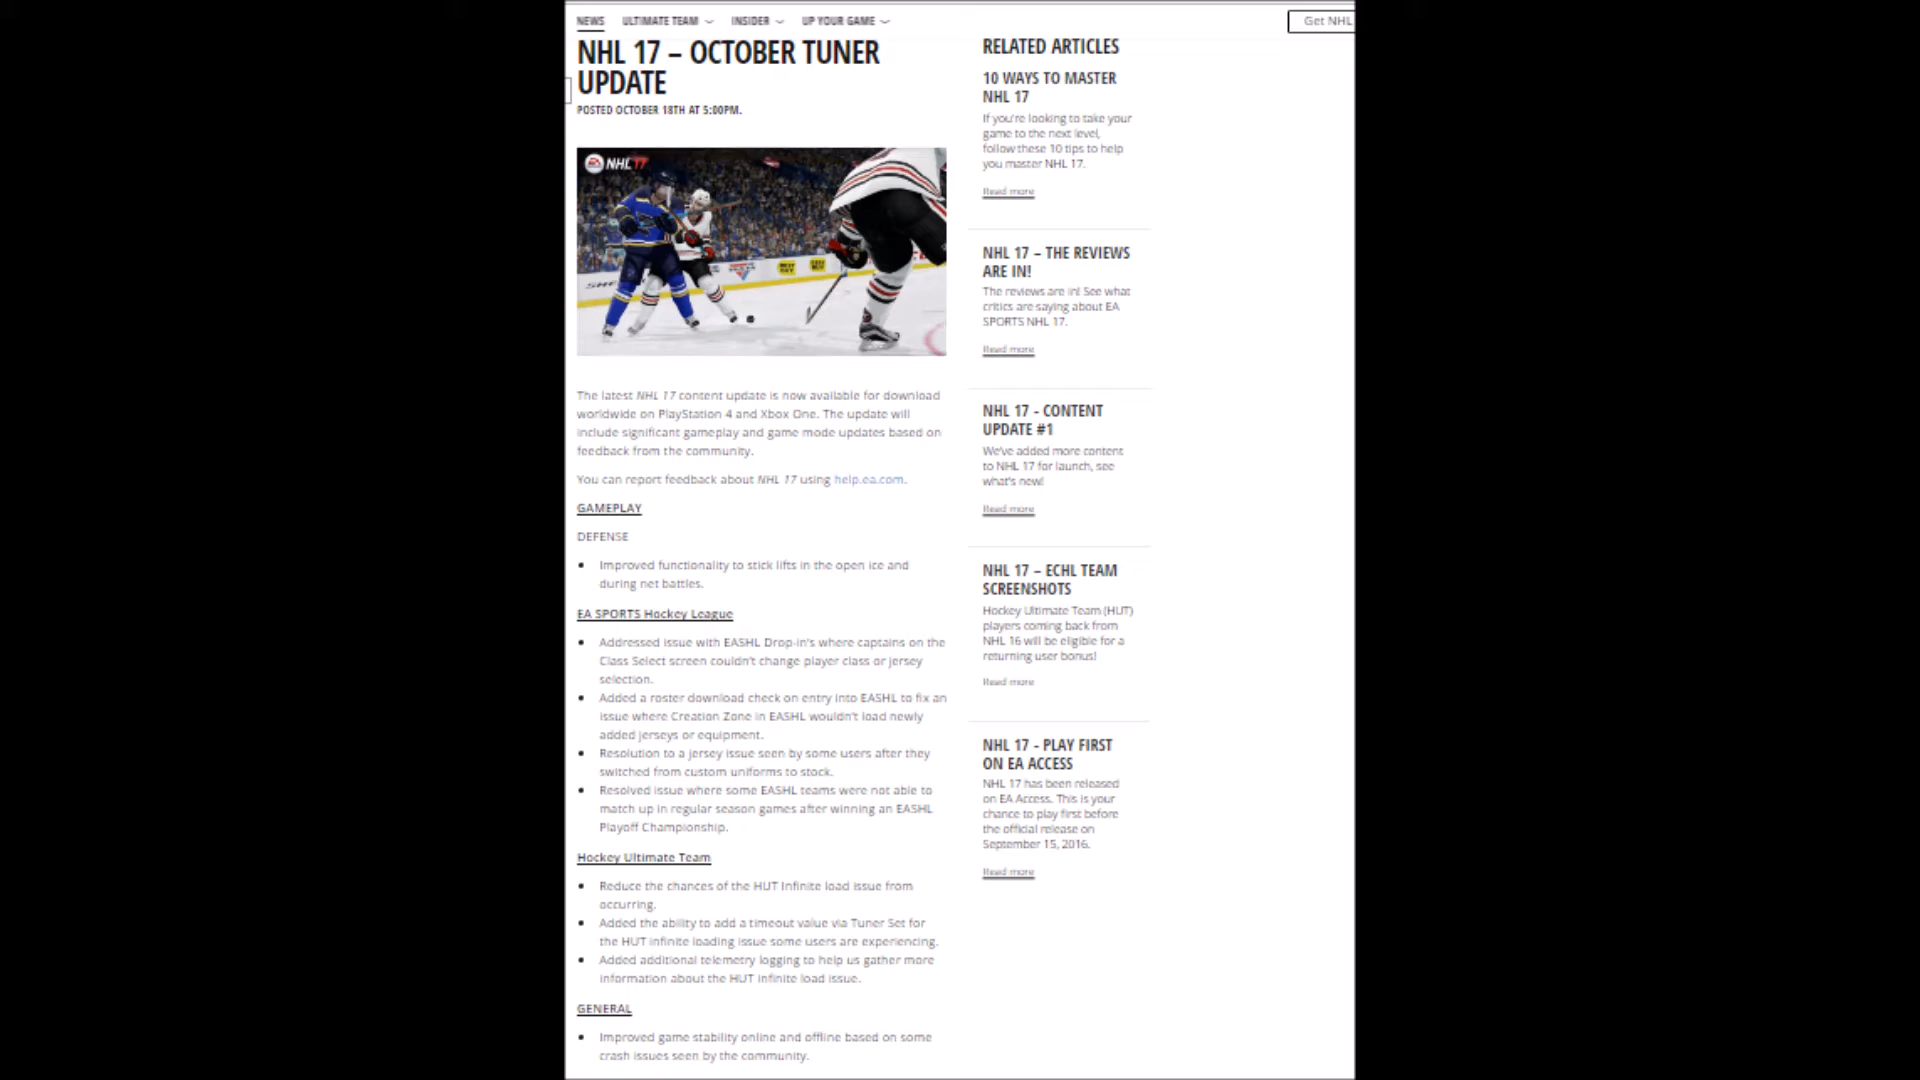 NEWS ULTIMATE TEAM INSIDER UP YOUR GAME Get NHL
NHL 17 – OCTOBER TUNER
UPDATE
POSTED OCTOBER 18TH AT 5:00PM.
NHL 17
The latest NHL 17 content update is now available for download
worldwide on PlayStation 4 and Xbox One. The update will
include significant gameplay and game mode updates based on
feedback from the community.
You can report feedback about NHL 17 using help.ea.com.
GAMEPLAY
DEFENSE
• Improved functionality to stick lifts in the open ice and
during net battles.
EA SPORTS Hockey League
• Addressed issue with EASHL Drop-in's where captains on the
Class Select screen couldn't change player class or jersey
selection.
• Added a roster download check on entry into EASHL to fix an
issue where Creation Zone in EASHL wouldn't load newly
added jerseys or equipment.
• Resolution to a jersey issue seen by some users after they
switched from custom uniforms to stock.
• Resolved issue where some EASHL teams were not able to
match up in regular season games after winning an EASHL
Playoff Championship.
Hockey Ultimate Team
• Reduce the chances of the HUT Infinite load issue from
occurring.
• Added the ability to add a timeout value via Tuner Set for
the HUT infinite loading issue some users are experiencing.
• Added additional telemetry logging to help us gather more
information about the HUT infinite load issue.
GENERAL
• Improved game stability online and offline based on some
crash issues seen by the community.
RELATED ARTICLES
10 WAYS TO MASTER
NHL 17
If you're looking to take your
game to the next level,
follow these 10 tips to help
you master NHL 17.
Read more
NHL 17 – THE REVIEWS
ARE IN!
The reviews are in! See what
critics are saying about EA
SPORTS NHL 17.
Read more
NHL 17 - CONTENT
UPDATE #1
We've added more content
to NHL 17 for launch, see
what's new!
Read more
NHL 17 – ECHL TEAM
SCREENSHOTS
Hockey Ultimate Team (HUT)
players coming back from
NHL 16 will be eligible for a
returning user bonus!
Read more
NHL 17 - PLAY FIRST
ON EA ACCESS
NHL 17 has been released
on EA Access. This is your
chance to play first before
the official release on
September 15, 2016.
Read more